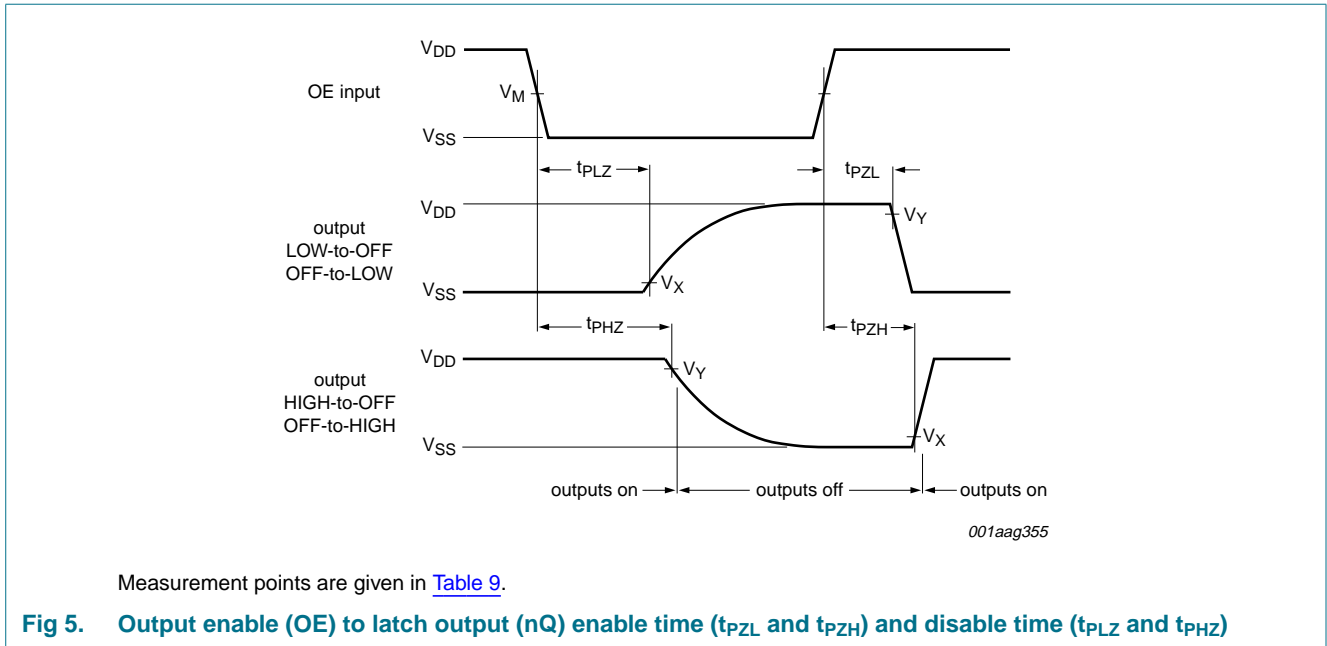 VDD
OE input
VM
VSS
tPLZ
tPZL
VDD
VY
output
LOW-to-OFF
OFF-to-LOW
VX
VSS
tPHZ
tPZH
VDD
VY
output
HIGH-to-OFF
OFF-to-HIGH
VX
VSS
outputs on
outputs off
outputs on
001aag355
Measurement points are given in Table 9.
Fig 5. Output enable (OE) to latch output (nQ) enable time (tPZL and tPZH) and disable time (tPLZ and tPHZ)